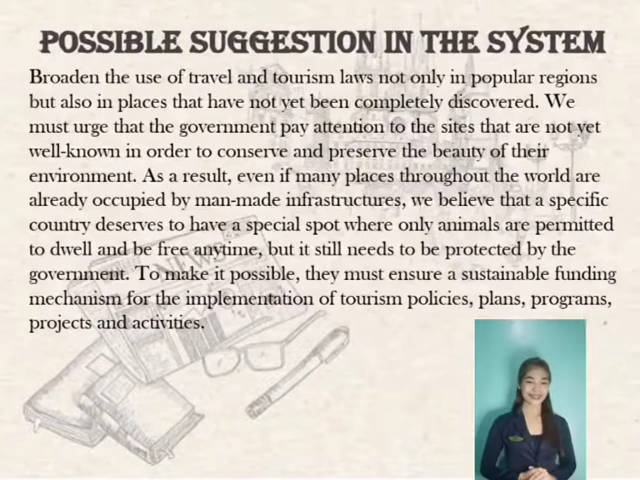 POSSIBLE SUGGESTION IN THE SYSTEM
Broaden the use of travel and tourism laws not only in popular regions
but also in places that have not yet been completely discovered. We
must urge that the government pay attention to the sites that are not yet
well-known in order to conserve and preserve the beauty of their
environment. As a result, even if many places throughout the world are
already occupied by man-made infrastructures, we believe that a specific
country deserves to have a special spot where only animals are permitted
to dwell and be free anytime, but it still needs to be protected by the
government. To make it possible, they must ensure a sustainable funding
mechanism for the implementation of tourism policies, plans, programs,
projects and activities.
NEWS